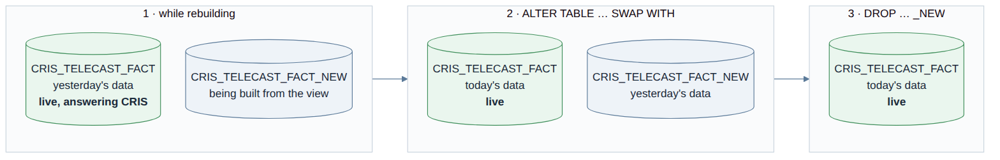 1 · while rebuilding
CRIS_TELECAST_FACT
yesterday's data
live, answering CRIS
CRIS_TELECAST_FACT_NEW
being built from the view
2 · ALTER TABLE … SWAP WITH
CRIS_TELECAST_FACT
today's data
live
CRIS_TELECAST_FACT_NEW
yesterday's data
3 · DROP … _NEW
CRIS_TELECAST_FACT
today's data
live